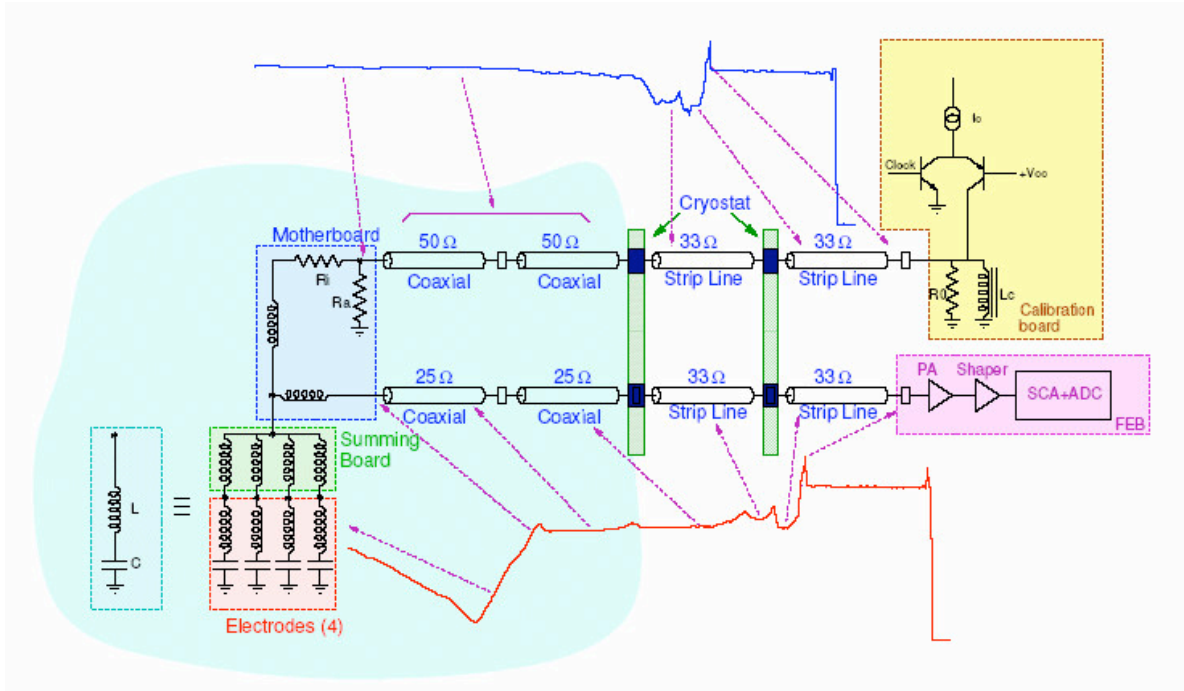 Io
Clock
+Vcc
Cryostat
Motherboard
50 Ω
50 Ω
33 Ω
33 Ω
Ri
Ra
Coaxial
Coaxial
Strip Line
Strip Line
R0
Lc
Calibration
board
25 Ω
25 Ω
33 Ω
33 Ω
PA
Shaper
SCA+ADC
Coaxial
Coaxial
Strip Line
Strip Line
FEB
Summing
Board
L
≡
C
Electrodes (4)